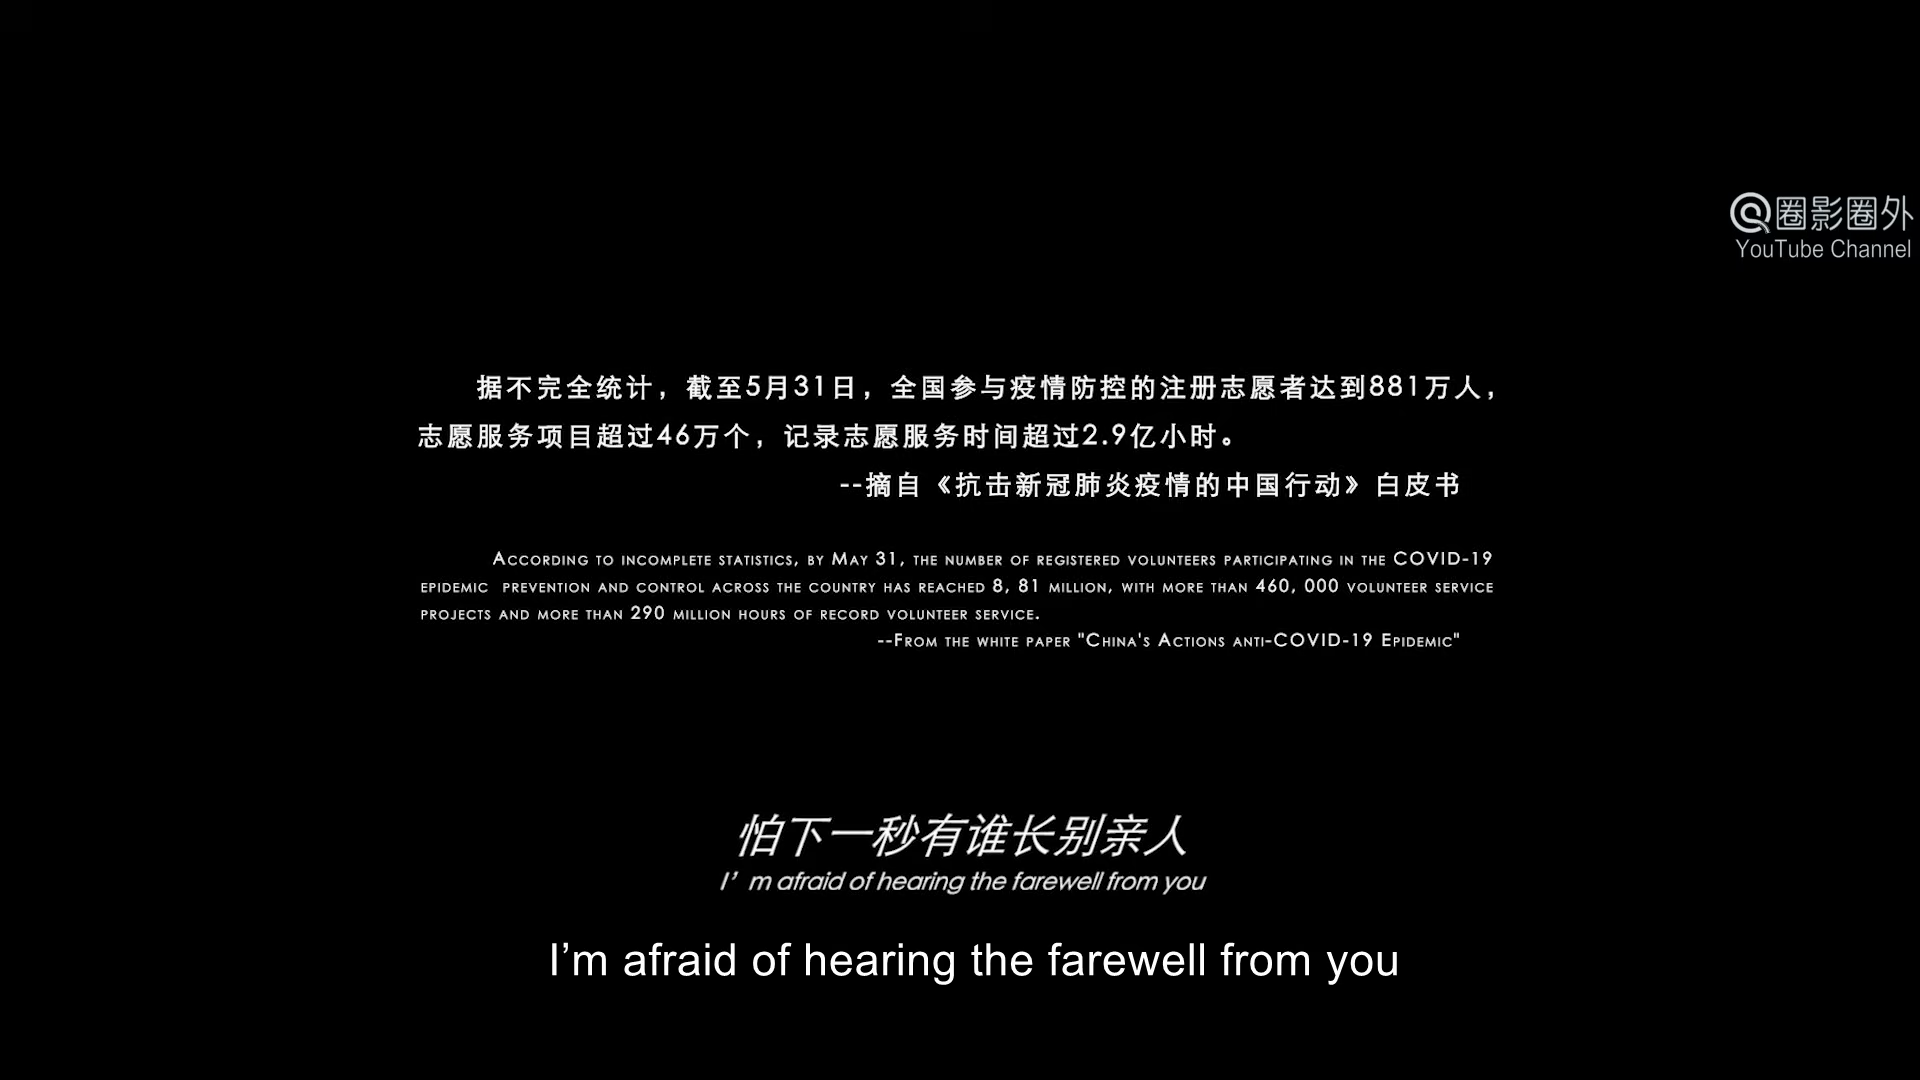 圈影圈外
YouTube Channel
据不完全统计，截至5月31日，全国参与疫情防控的注册志愿者达到881万人，
志愿服务项目超过46万个，记录志愿服务时间超过2.9亿小时。
--摘自《抗击新冠肺炎疫情的中国行动》白皮书
According to incomplete statistics, by May 31, the number of registered volunteers participating in the COVID-19
epidemic prevention and control across the country has reached 8, 81 million, with more than 460, 000 volunteer service
projects and more than 290 million hours of record volunteer service.
--From the white paper "China's Actions anti-COVID-19 Epidemic"
怕下一秒有谁长别亲人
I’m afraid of hearing the farewell from you
I’m afraid of hearing the farewell from you